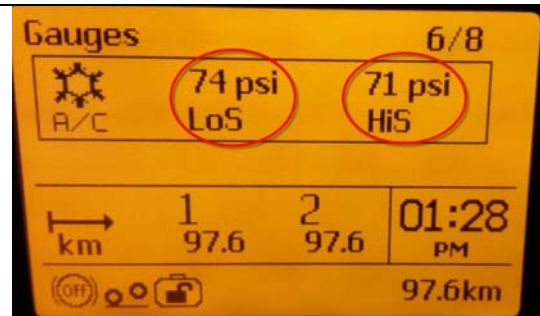 Gauges 6/8
74 psi 71 psi
A/C LoS HiS
1 2 01:28
km 97.6 97.6 PM
(OFF) 97.6km